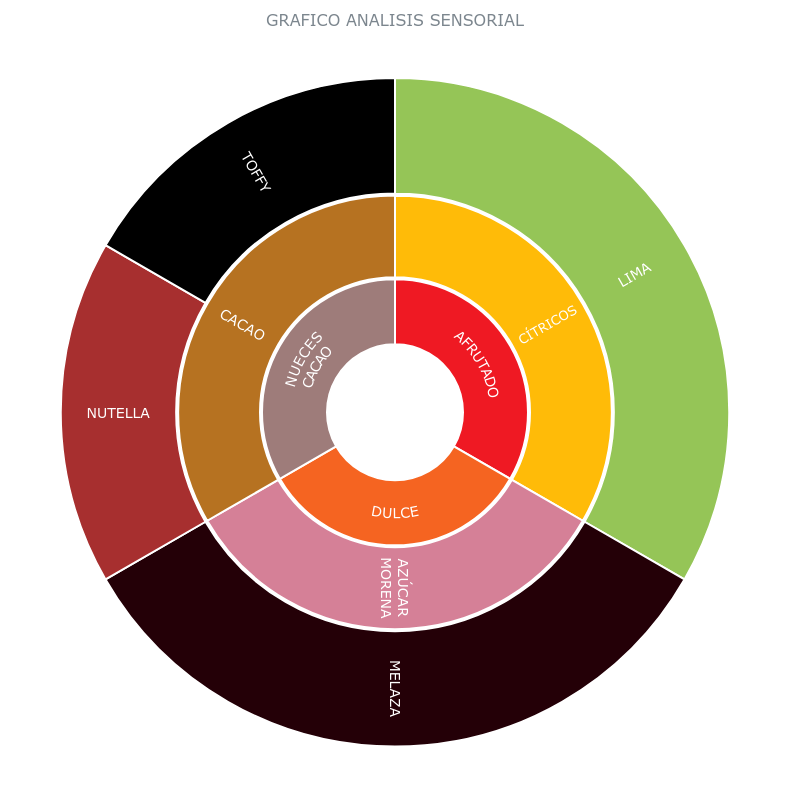 GRAFICO ANALISIS SENSORIAL
TOFFY
LIMA
CACAO
CÍTRICOS
NUECES
CACAO
AFRUTADO
NUTELLA
DULCE
AZÚCAR
MORENA
MELAZA